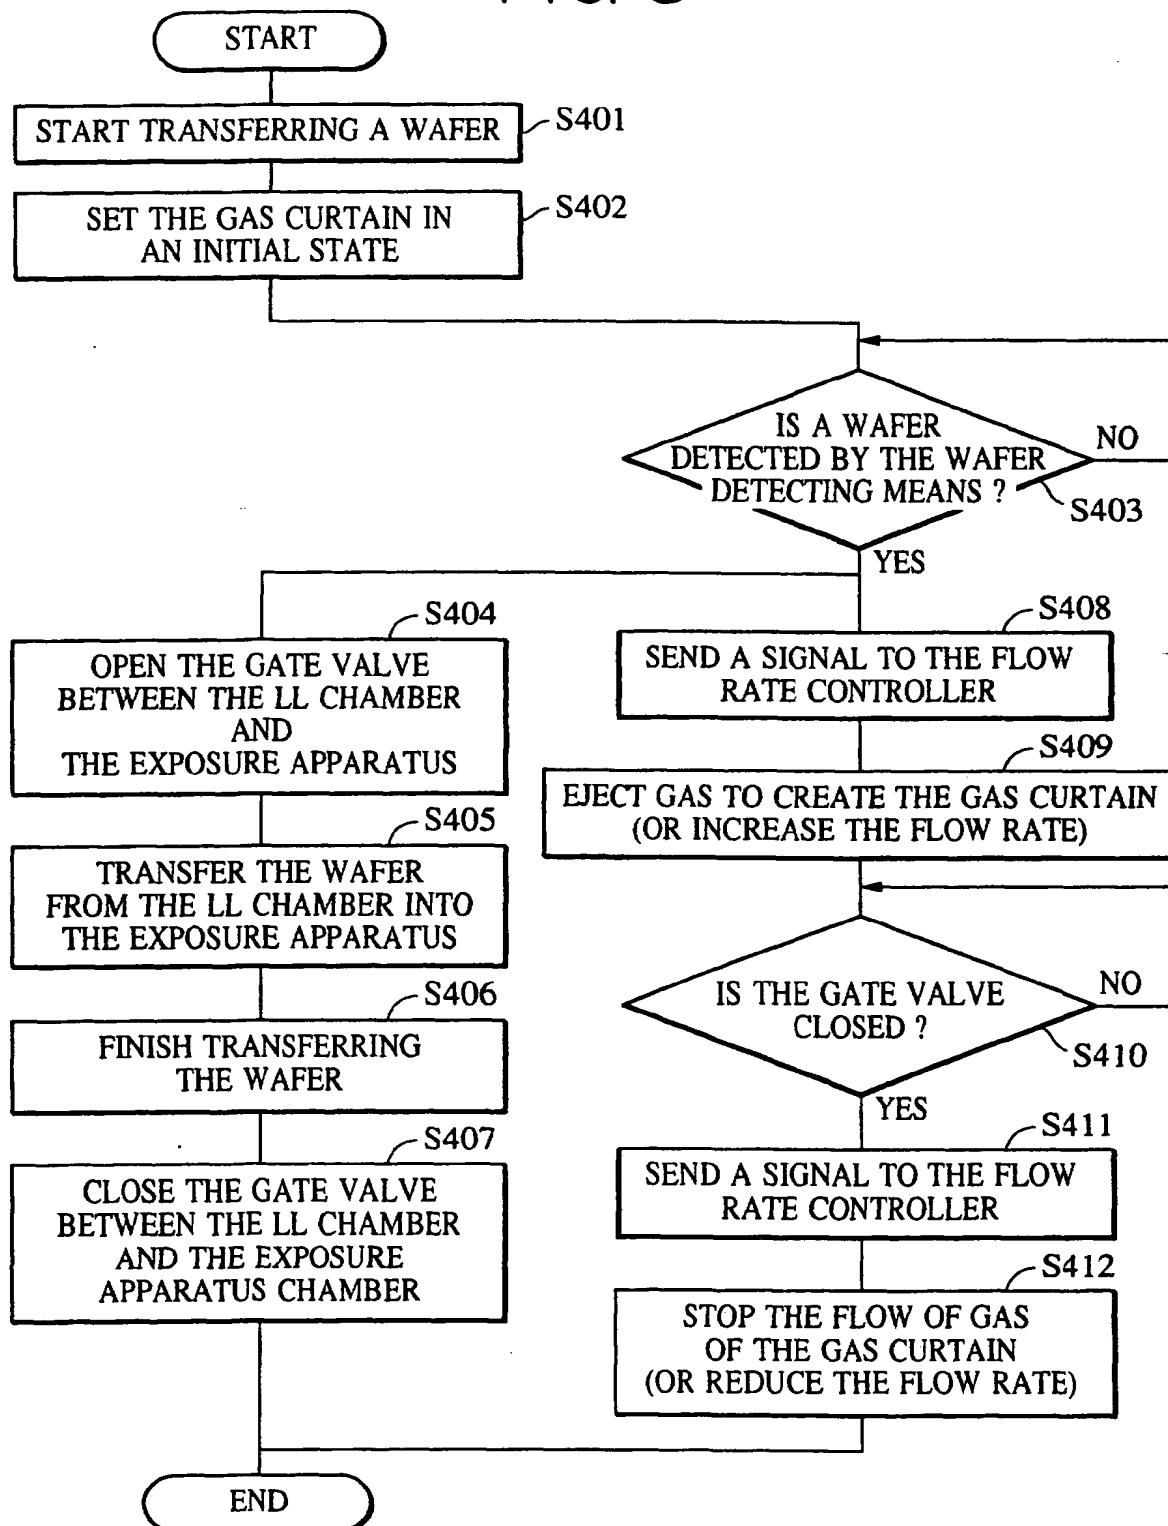 START
START TRANSFERRING A WAFER
S401
SET THE GAS CURTAIN IN
AN INITIAL STATE
S402
IS A WAFER
DETECTED BY THE WAFER
DETECTING MEANS ?
NO
S403
YES
S404
OPEN THE GATE VALVE
BETWEEN THE LL CHAMBER
AND
THE EXPOSURE APPARATUS
S405
TRANSFER THE WAFER
FROM THE LL CHAMBER INTO
THE EXPOSURE APPARATUS
S406
FINISH TRANSFERRING
THE WAFER
S407
CLOSE THE GATE VALVE
BETWEEN THE LL CHAMBER
AND THE EXPOSURE
APPARATUS CHAMBER
S408
SEND A SIGNAL TO THE FLOW
RATE CONTROLLER
S409
EJECT GAS TO CREATE THE GAS CURTAIN
(OR INCREASE THE FLOW RATE)
IS THE GATE VALVE
CLOSED ?
NO
S410
YES
S411
SEND A SIGNAL TO THE FLOW
RATE CONTROLLER
S412
STOP THE FLOW OF GAS
OF THE GAS CURTAIN
(OR REDUCE THE FLOW RATE)
END